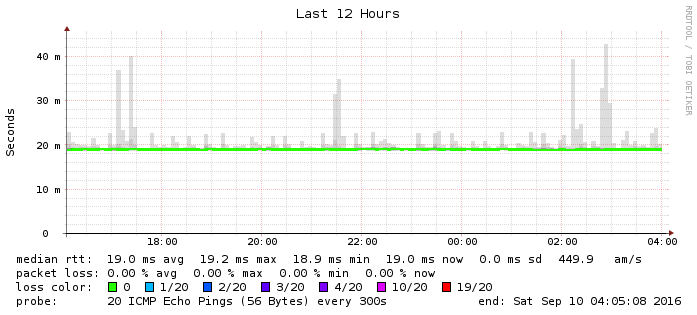 Last 12 Hours
RRDTOOL / TOBI OETIKER
Seconds
40 m
30 m
20 m
10 m
0
18:00 20:00 22:00 00:00 02:00 04:00
median rtt: 19.0 ms avg 19.2 ms max 18.9 ms min 19.0 ms now 0.0 ms sd 449.9 am/s
packet loss: 0.00 % avg 0.00 % max 0.00 % min 0.00 % now
loss color: 0 1/20 2/20 3/20 4/20 10/20 19/20
probe: 20 ICMP Echo Pings (56 Bytes) every 300s end: Sat Sep 10 04:05:08 2016